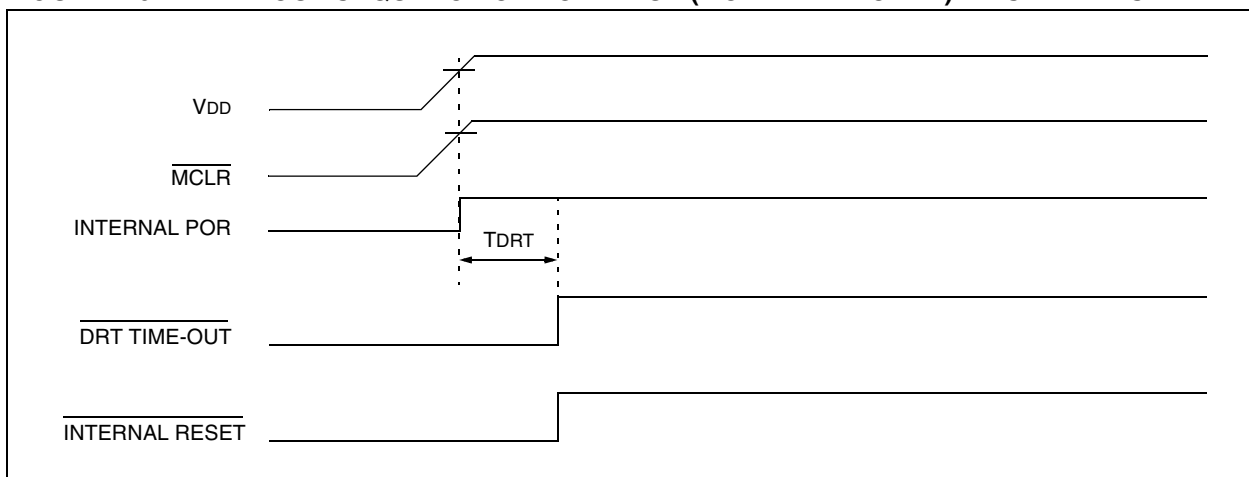 VDD
MCLR
INTERNAL POR
TDRT
DRT TIME-OUT
INTERNAL RESET